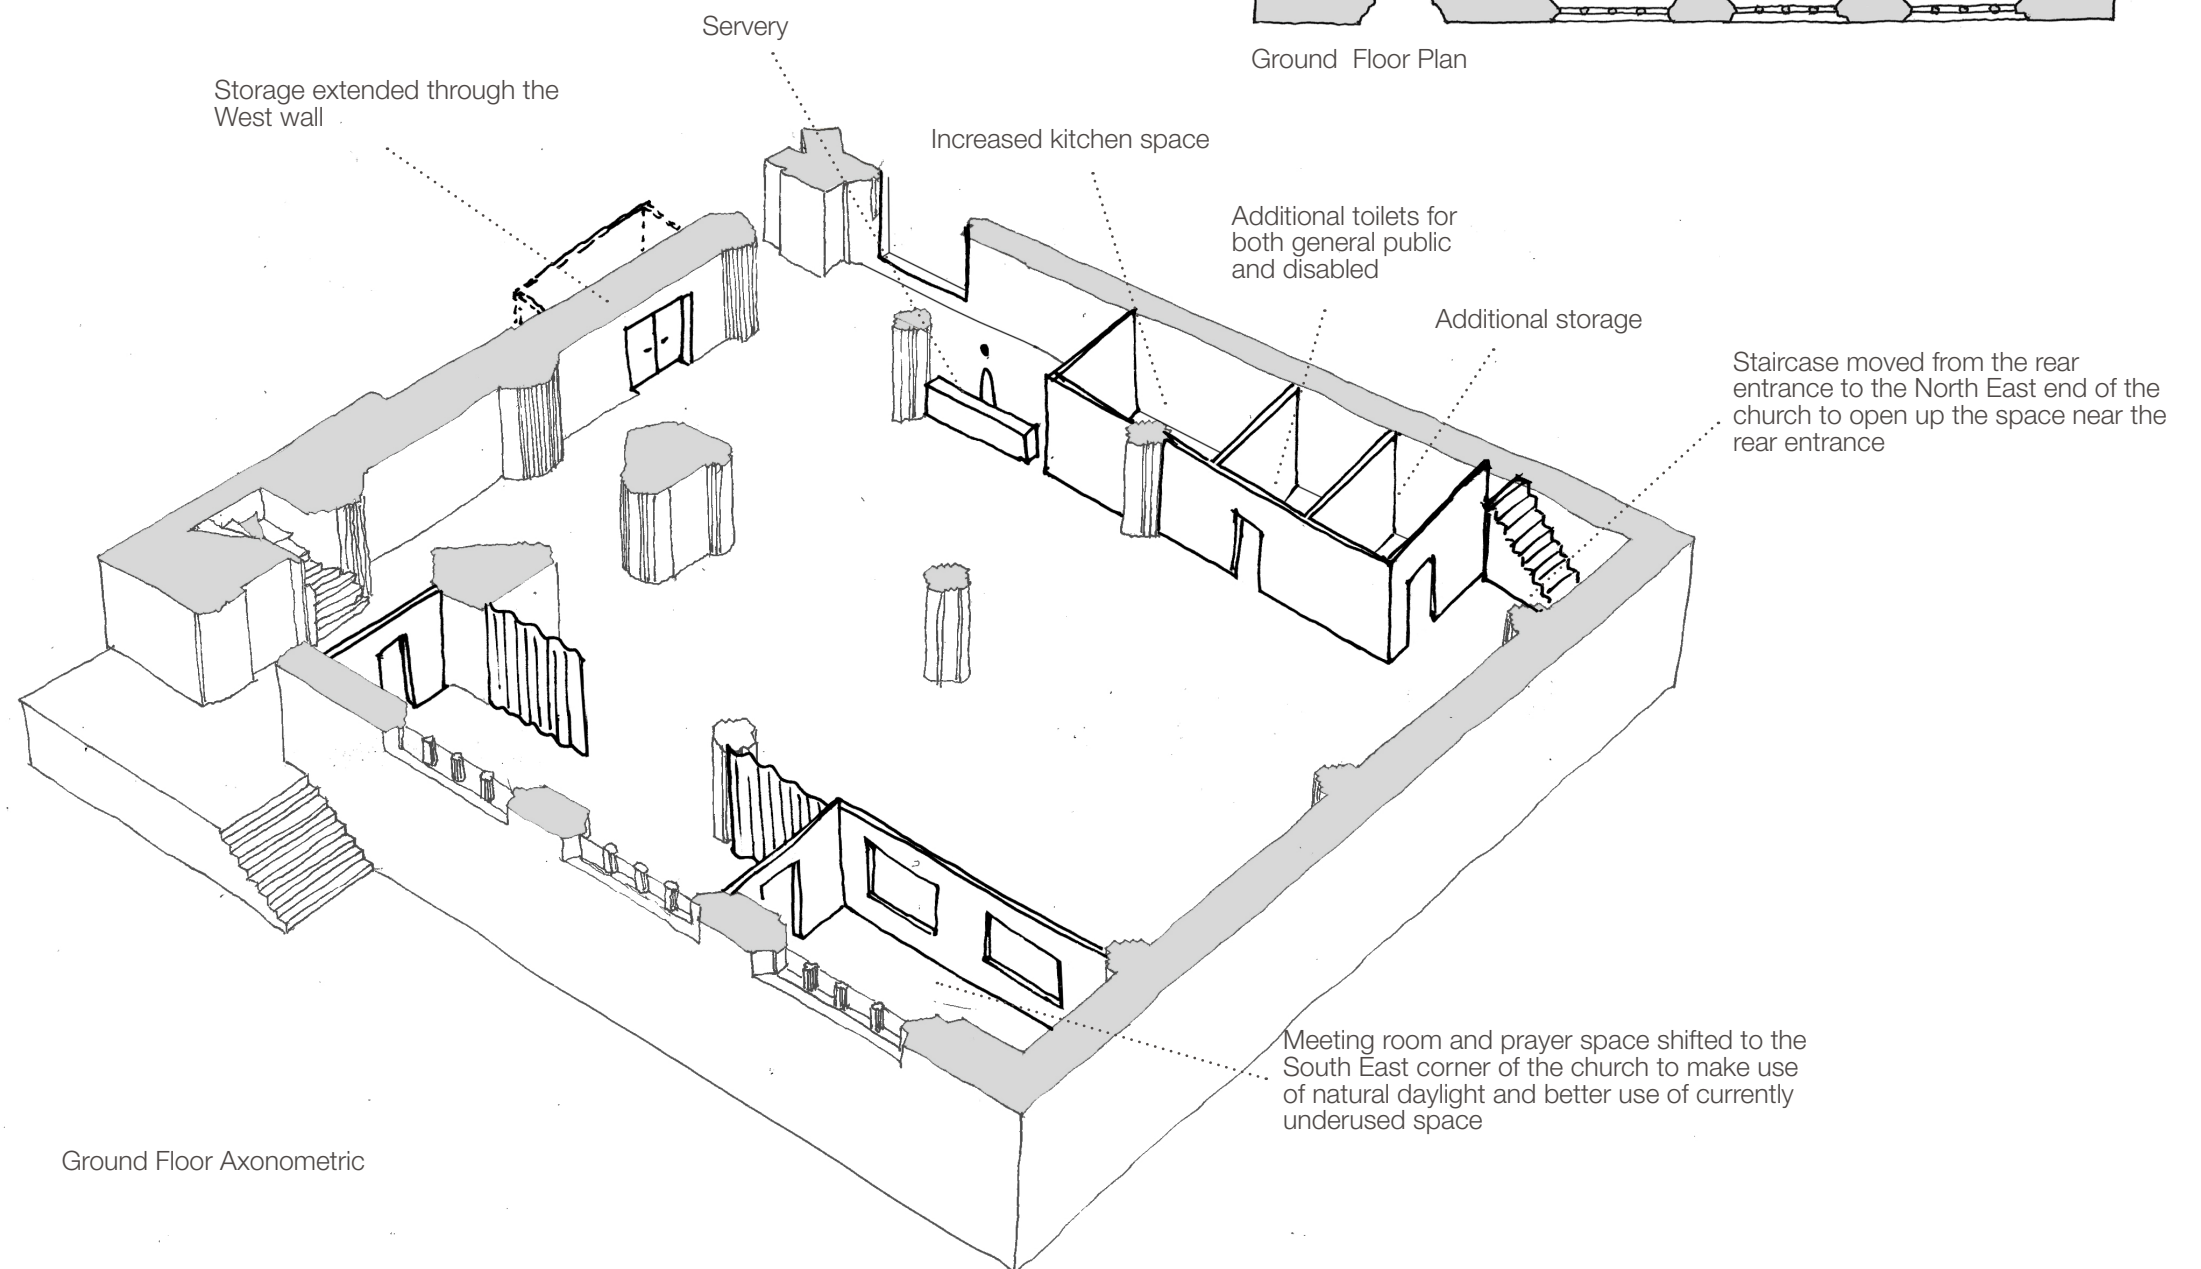 Servery
Ground Floor Plan
Storage extended through the
West wall
Increased kitchen space
Additional toilets for
both general public
and disabled
Additional storage
Staircase moved from the rear
entrance to the North East end of the
church to open up the space near the
rear entrance
Meeting room and prayer space shifted to the
South East corner of the church to make use
of natural daylight and better use of currently
underused space
Ground Floor Axonometric